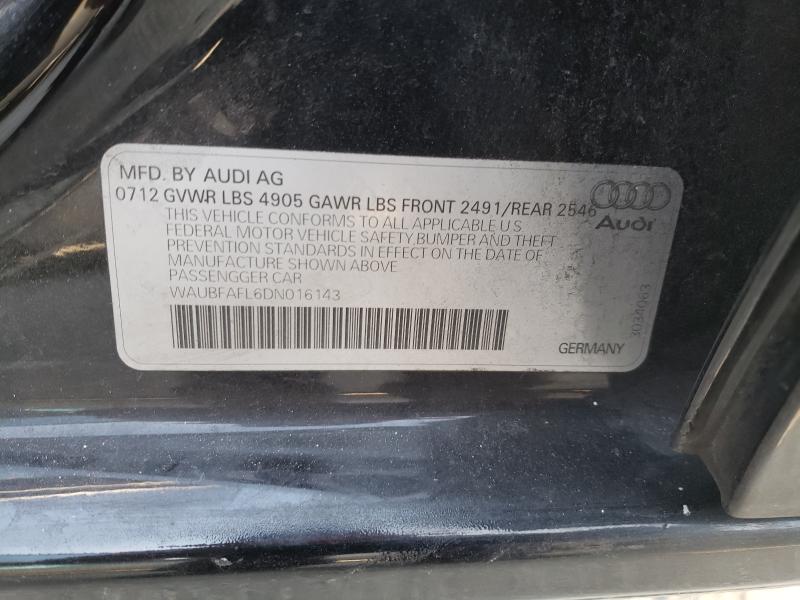 MFD. BY AUDI AG
0712 GVWR LBS 4905 GAWR LBS FRONT 2491/REAR 2546
THIS VEHICLE CONFORMS TO ALL APPLICABLE U S
FEDERAL MOTOR VEHICLE SAFETY BUMPER AND THEFT
PREVENTION STANDARDS IN EFFECT ON THE DATE OF
MANUFACTURE SHOWN ABOVE
PASSENGGER CAR
WAUBFAFL6DN016143
Audi
3034063
GERMANY